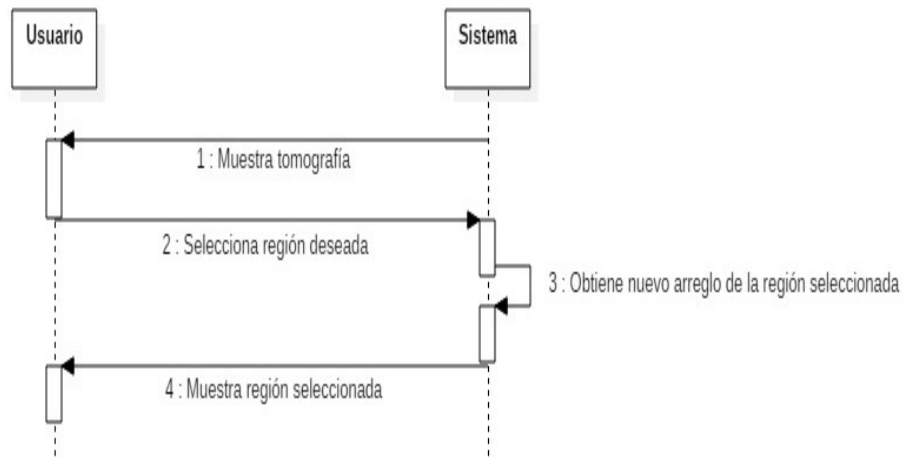 Usuario
Sistema
1 : Muestra tomografía
2 : Selecciona región deseada
3 : Obtiene nuevo arreglo de la región seleccionada
4 : Muestra región seleccionada